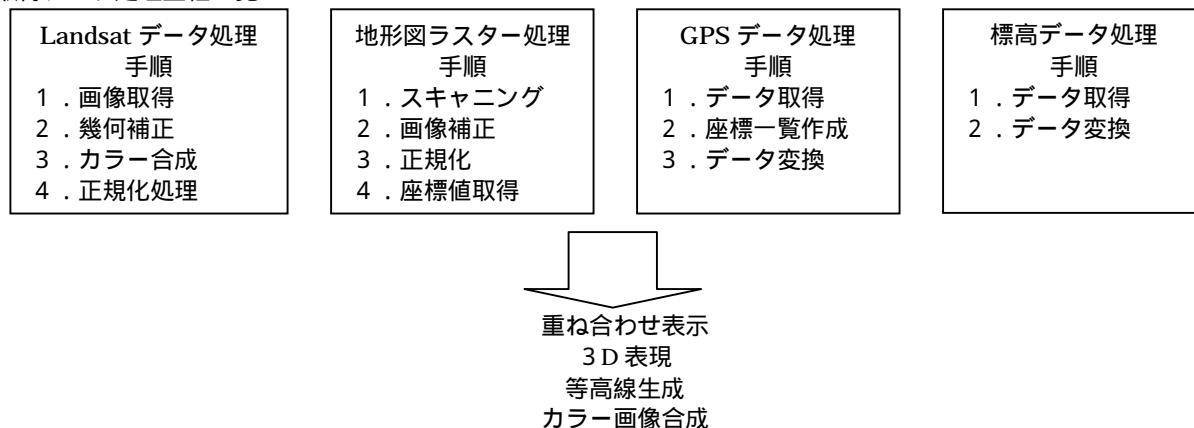 Landsat データ処理
手順
1．画像取得
2．幾何補正
3．カラー合成
4．正規化処理
地形図ラスター処理
手順
1．スキャニング
2．画像補正
3．正規化
4．座標値取得
GPS データ処理
手順
1．データ取得
2．座標一覧作成
3．データ変換
標高データ処理
手順
1．データ取得
2．データ変換
重ね合わせ表示
3D 表現
等高線生成
カラー画像合成